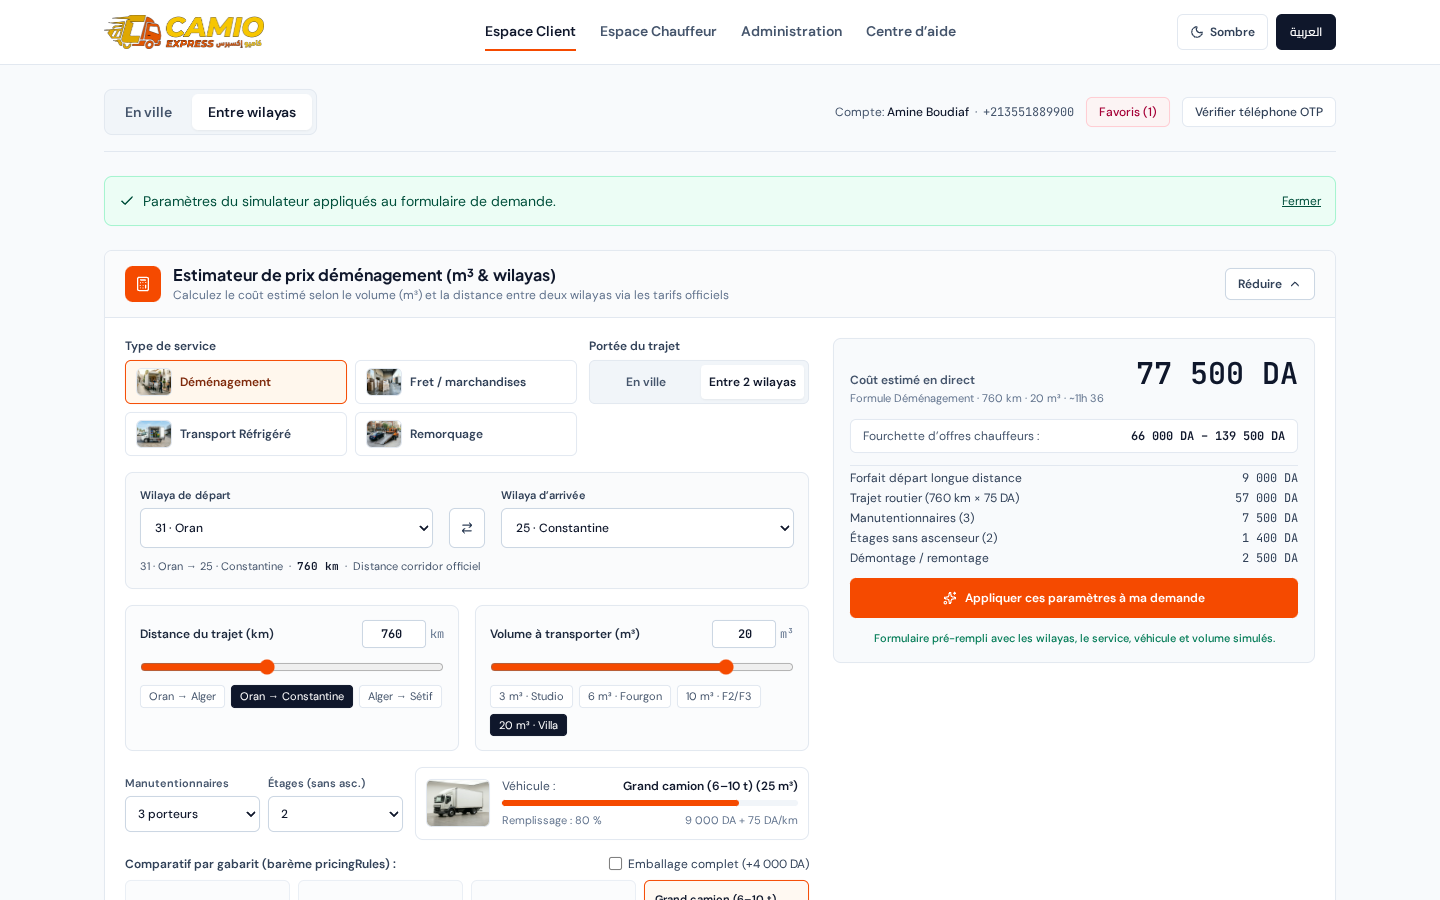 CAMIO
EXPRESS كاميو إكسبريس
Espace Client
Espace Chauffeur
Administration
Centre d’aide
Sombre
العربية
En ville
Entre wilayas
Compte: Amine Boudiaf · +213551889900
Favoris (1)
Vérifier téléphone OTP
Paramètres du simulateur appliqués au formulaire de demande.
Fermer
Estimateur de prix déménagement (m³ & wilayas)
Calculez le coût estimé selon le volume (m³) et la distance entre deux wilayas via les tarifs officiels
Réduire
Type de service
Déménagement
Fret / marchandises
Transport Réfrigéré
Remorquage
Portée du trajet
En ville
Entre 2 wilayas
Wilaya de départ
31 · Oran
Wilaya d’arrivée
25 · Constantine
31 · Oran → 25 · Constantine · 760 km · Distance corridor officiel
Distance du trajet (km)
760 km
Oran → Alger
Oran → Constantine
Alger → Sétif
Volume à transporter (m³)
20 m³
3 m³ · Studio
6 m³ · Fourgon
10 m³ · F2/F3
20 m³ · Villa
Manutentionnaires
3 porteurs
Étages (sans asc.)
2
Véhicule :
Grand camion (6–10 t) (25 m³)
Remplissage : 80 %
9 000 DA + 75 DA/km
Comparatif par gabarit (barème pricingRules) :
Emballage complet (+4 000 DA)
Grand camion (6–10 t)
Coût estimé en direct
77 500 DA
Formule Déménagement · 760 km · 20 m³ · ~11h 36
Fourchette d’offres chauffeurs :
66 000 DA – 139 500 DA
Forfait départ longue distance
9 000 DA
Trajet routier (760 km × 75 DA)
57 000 DA
Manutentionnaires (3)
7 500 DA
Étages sans ascenseur (2)
1 400 DA
Démontage / remontage
2 500 DA
Appliquer ces paramètres à ma demande
Formulaire pré-rempli avec les wilayas, le service, véhicule et volume simulés.